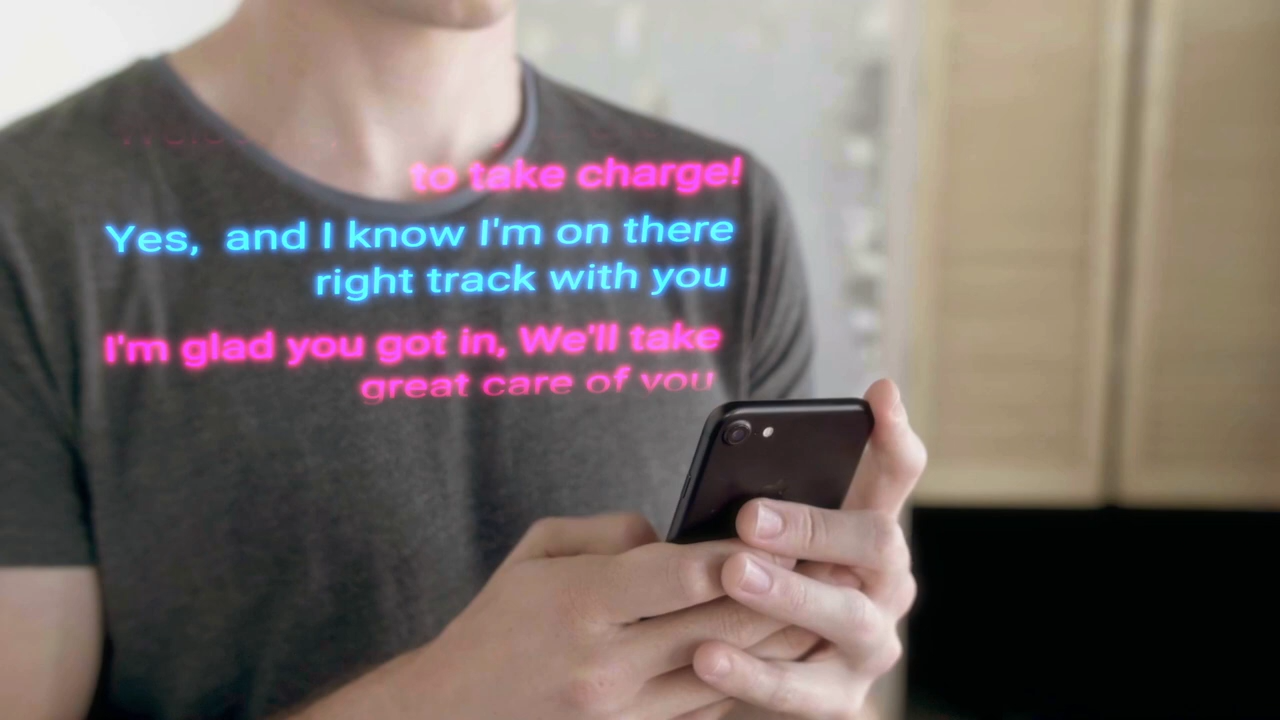 to take charge!
Yes, and I know I'm on there
right track with you
I'm glad you got in, We'll take
great care of you